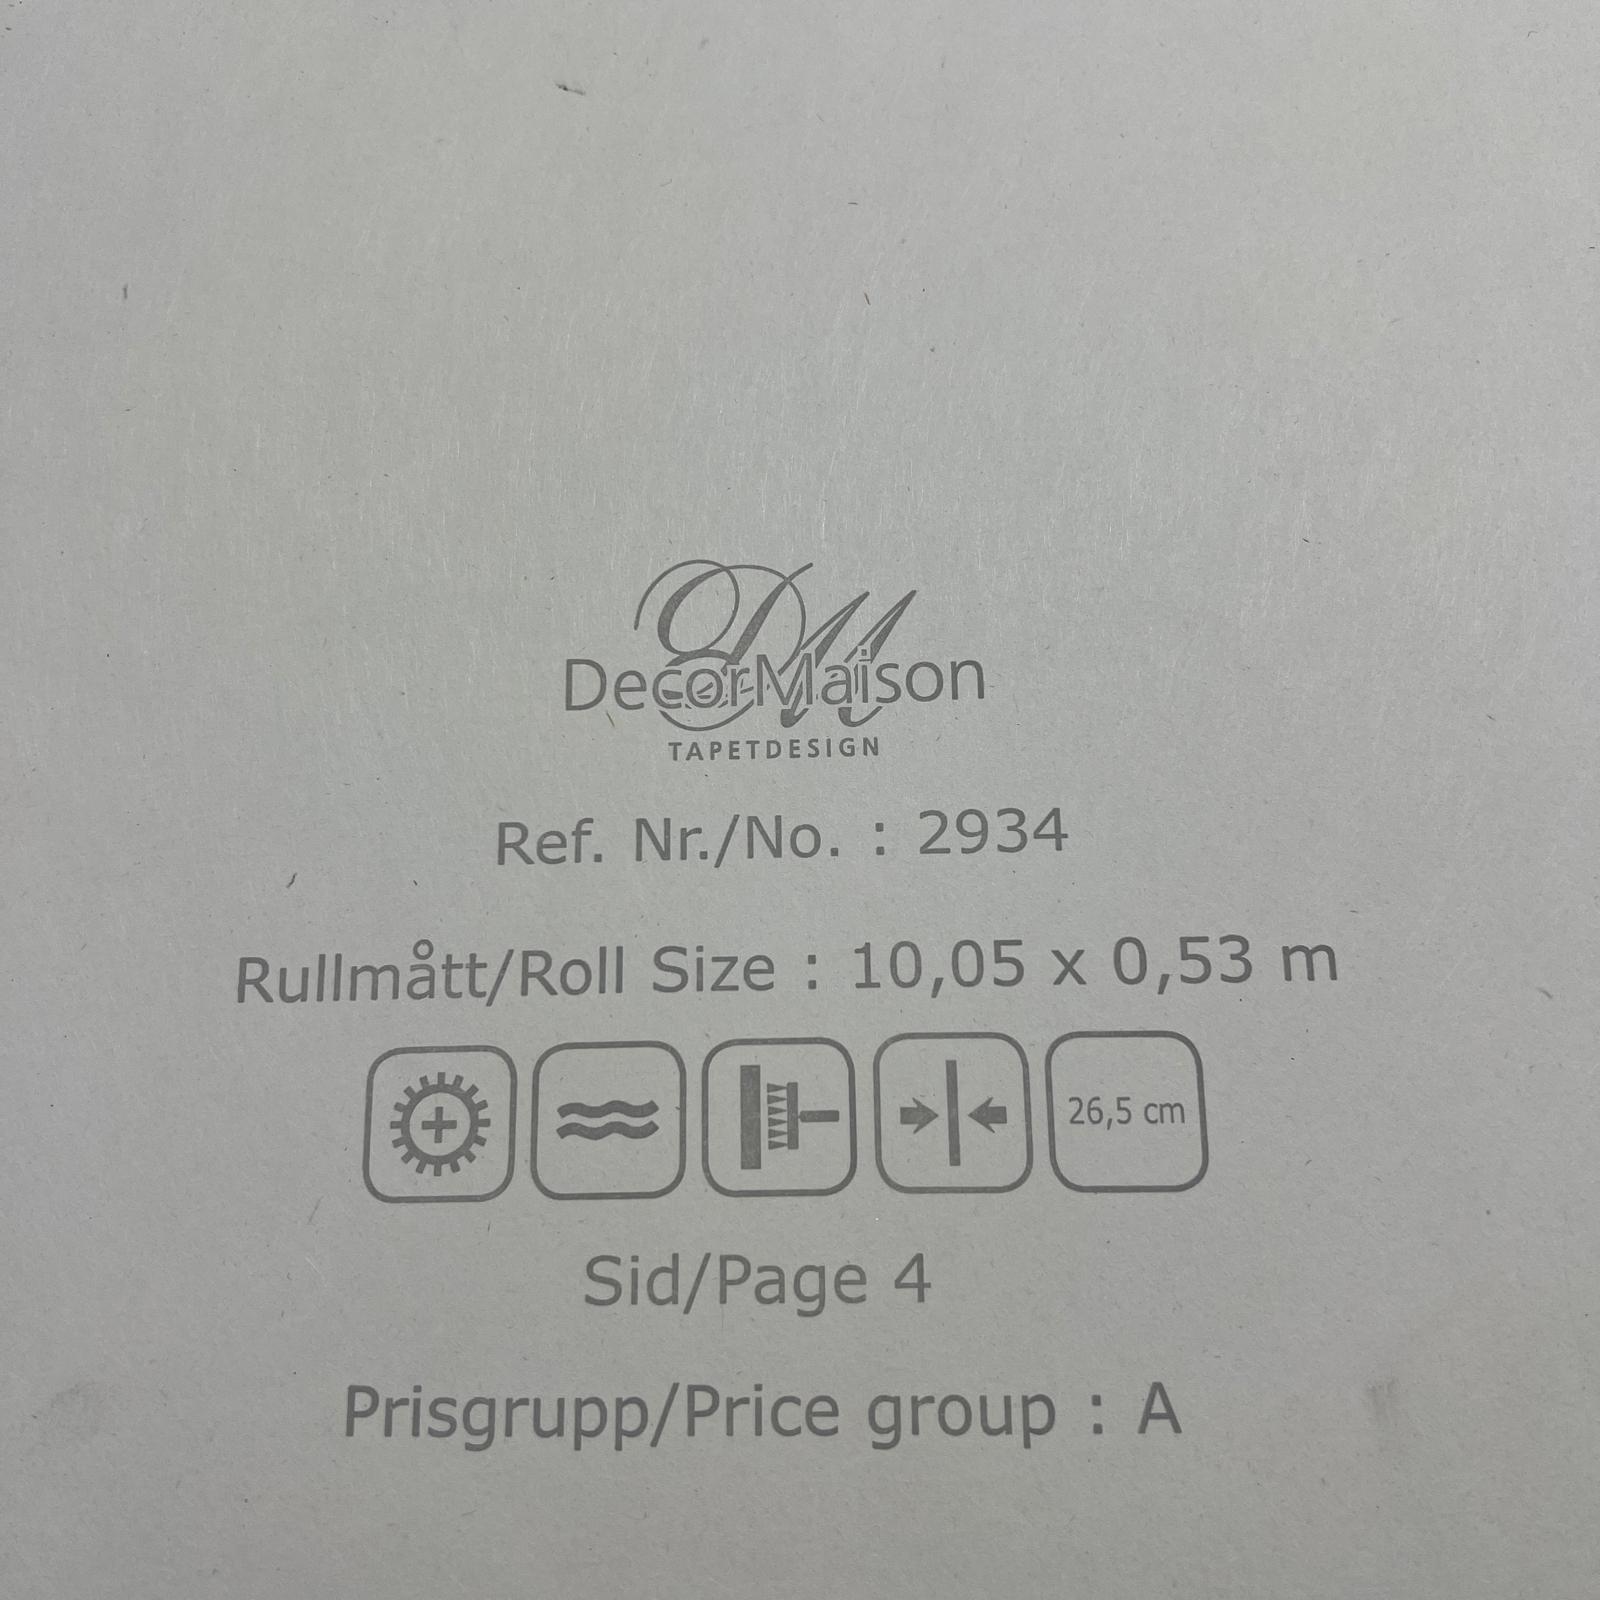 DM
DecorMaison
TAPETDESIGN
Ref. Nr./No. : 2934
Rullmått/Roll Size : 10,05 x 0,53 m
26,5 cm
Sid/Page 4
Prisgrupp/Price group : A